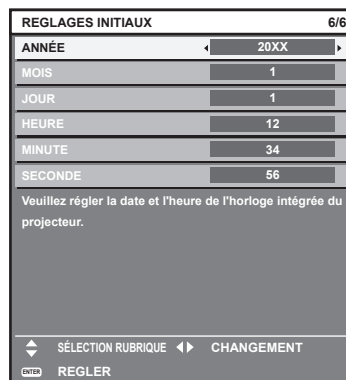 REGLAGES INITIAUX 6/6
ANNÉE 20XX
MOIS 1
JOUR 1
HEURE 12
MINUTE 34
SECONDE 56
Veuillez régler la date et l'heure de l'horloge intégrée du
projecteur.
SÉLECTION RUBRIQUE CHANGEMENT
ENTER REGLER